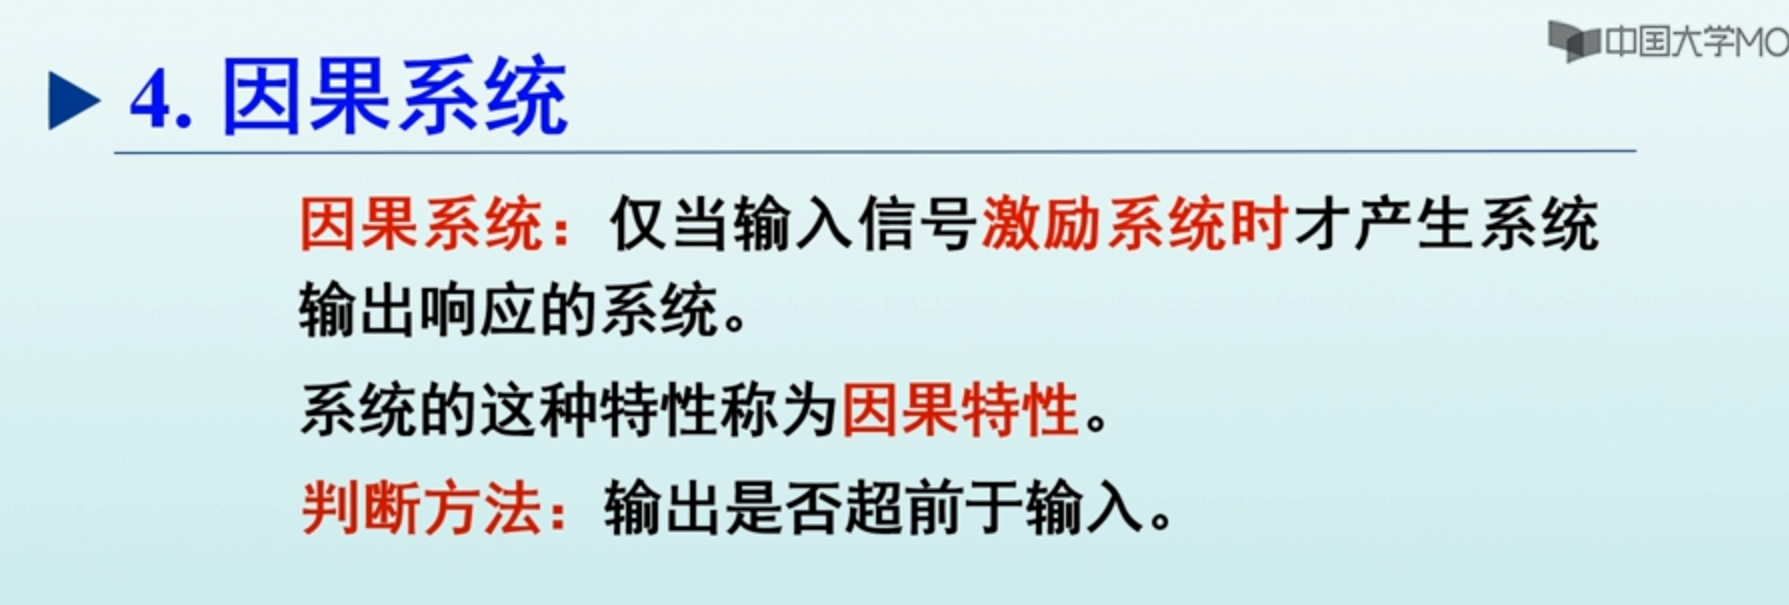 中国大学MO
4. 因果系统
因果系统：仅当输入信号激励系统时才产生系统
输出响应的系统。
系统的这种特性称为因果特性。
判断方法：输出是否超前于输入。